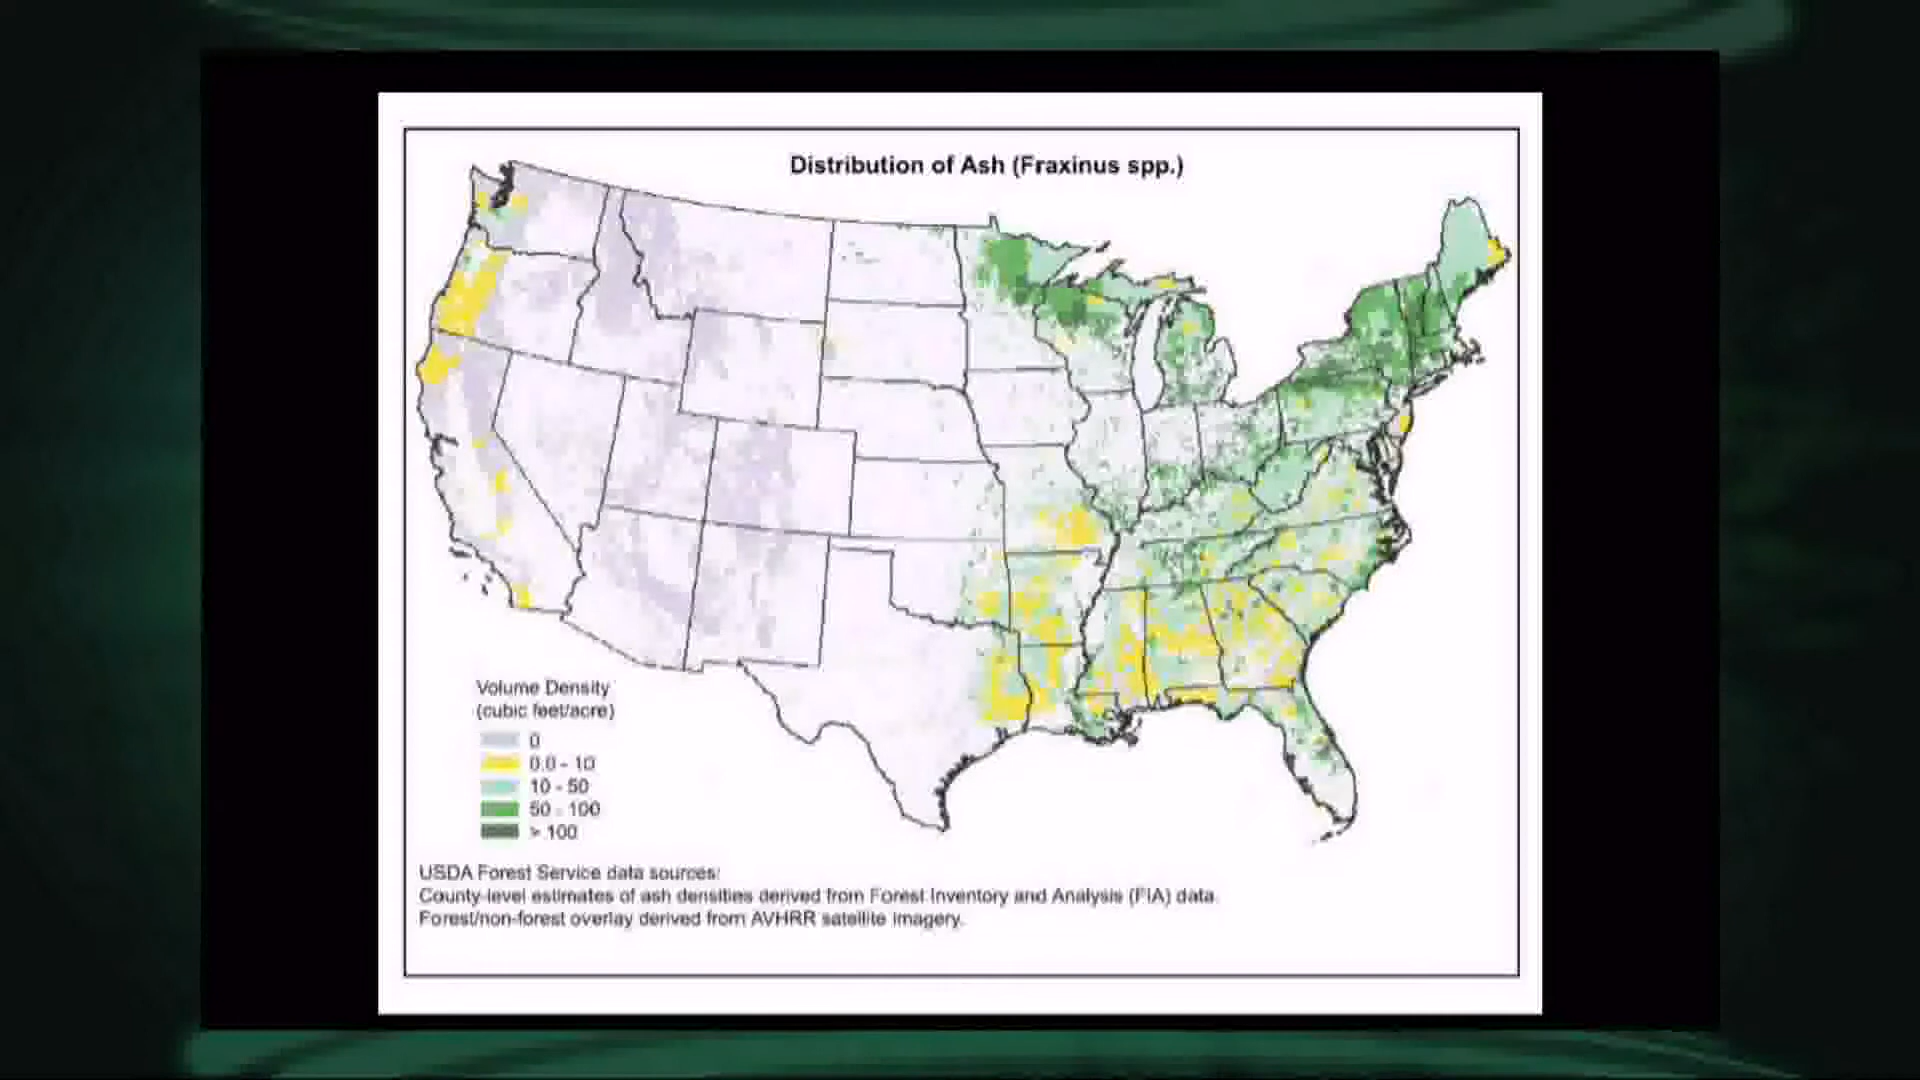 Distribution of Ash (Fraxinus spp.)
Volume Density
(cubic feet/acre)
0
0.0 - 10
10 - 50
50 - 100
> 100
USDA Forest Service data sources:
County-level estimates of ash densities derived from Forest Inventory and Analysis (FIA) data.
Forest/non-forest overlay derived from AVHRR satellite imagery.